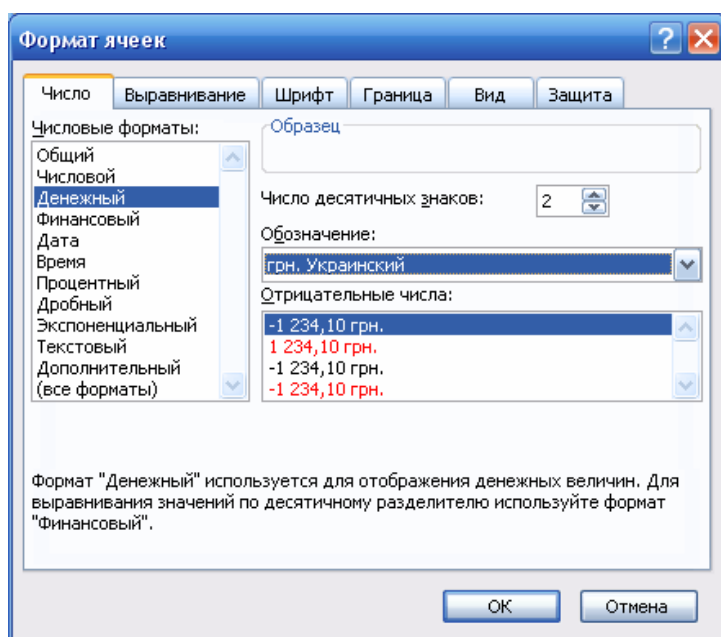 Формат ячеек
Число
Выравнивание
Шрифт
Граница
Вид
Защита
Числовые форматы:
Общий
Числовой
Денежный
Финансовый
Дата
Время
Процентный
Дробный
Экспоненциальный
Текстовый
Дополнительный
(все форматы)
Образец
Число десятичных знаков:
2
Обозначение:
грн. Украинский
Отрицательные числа:
-1 234,10 грн.
1 234,10 грн.
-1 234,10 грн.
-1 234,10 грн.
Формат "Денежный" используется для отображения денежных величин. Для
выравнивания значений по десятичному разделителю используйте формат
"Финансовый".
ОК
Отмена